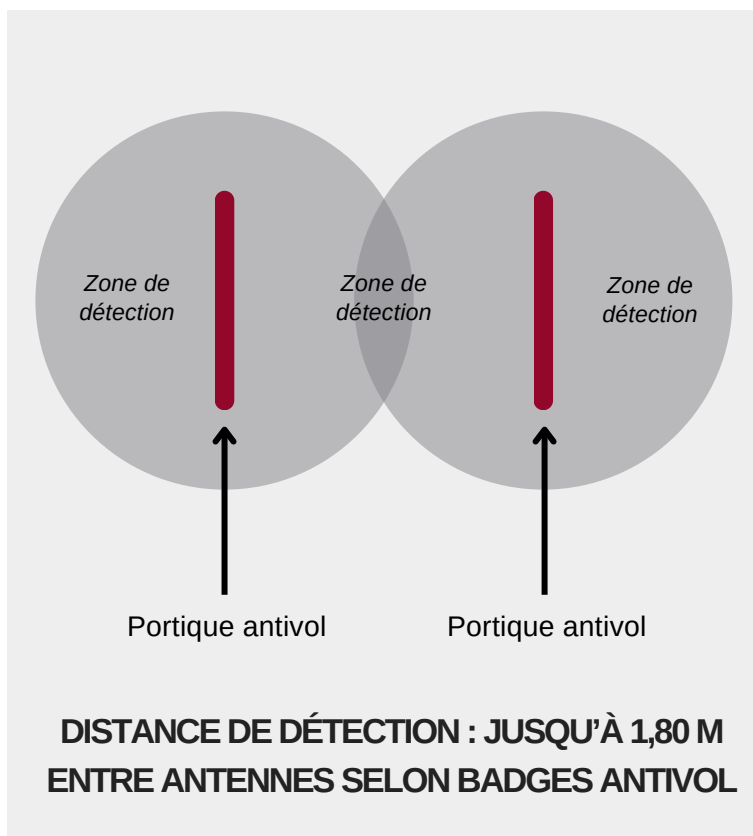 Zone de
détection
Zone de
détection
Zone de
détection
Portique antivol
Portique antivol
DISTANCE DE DÉTECTION : JUSQU’À 1,80 M
ENTRE ANTENNES SELON BADGES ANTIVOL